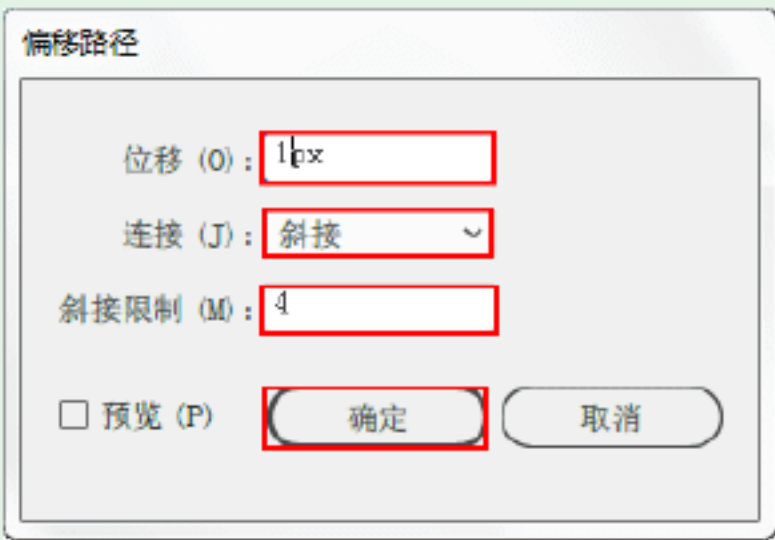 偏移路径
位移 (O)：1px
连接 (J)：斜接
斜接限制 (M)：4
预览 (P) 确定 取消